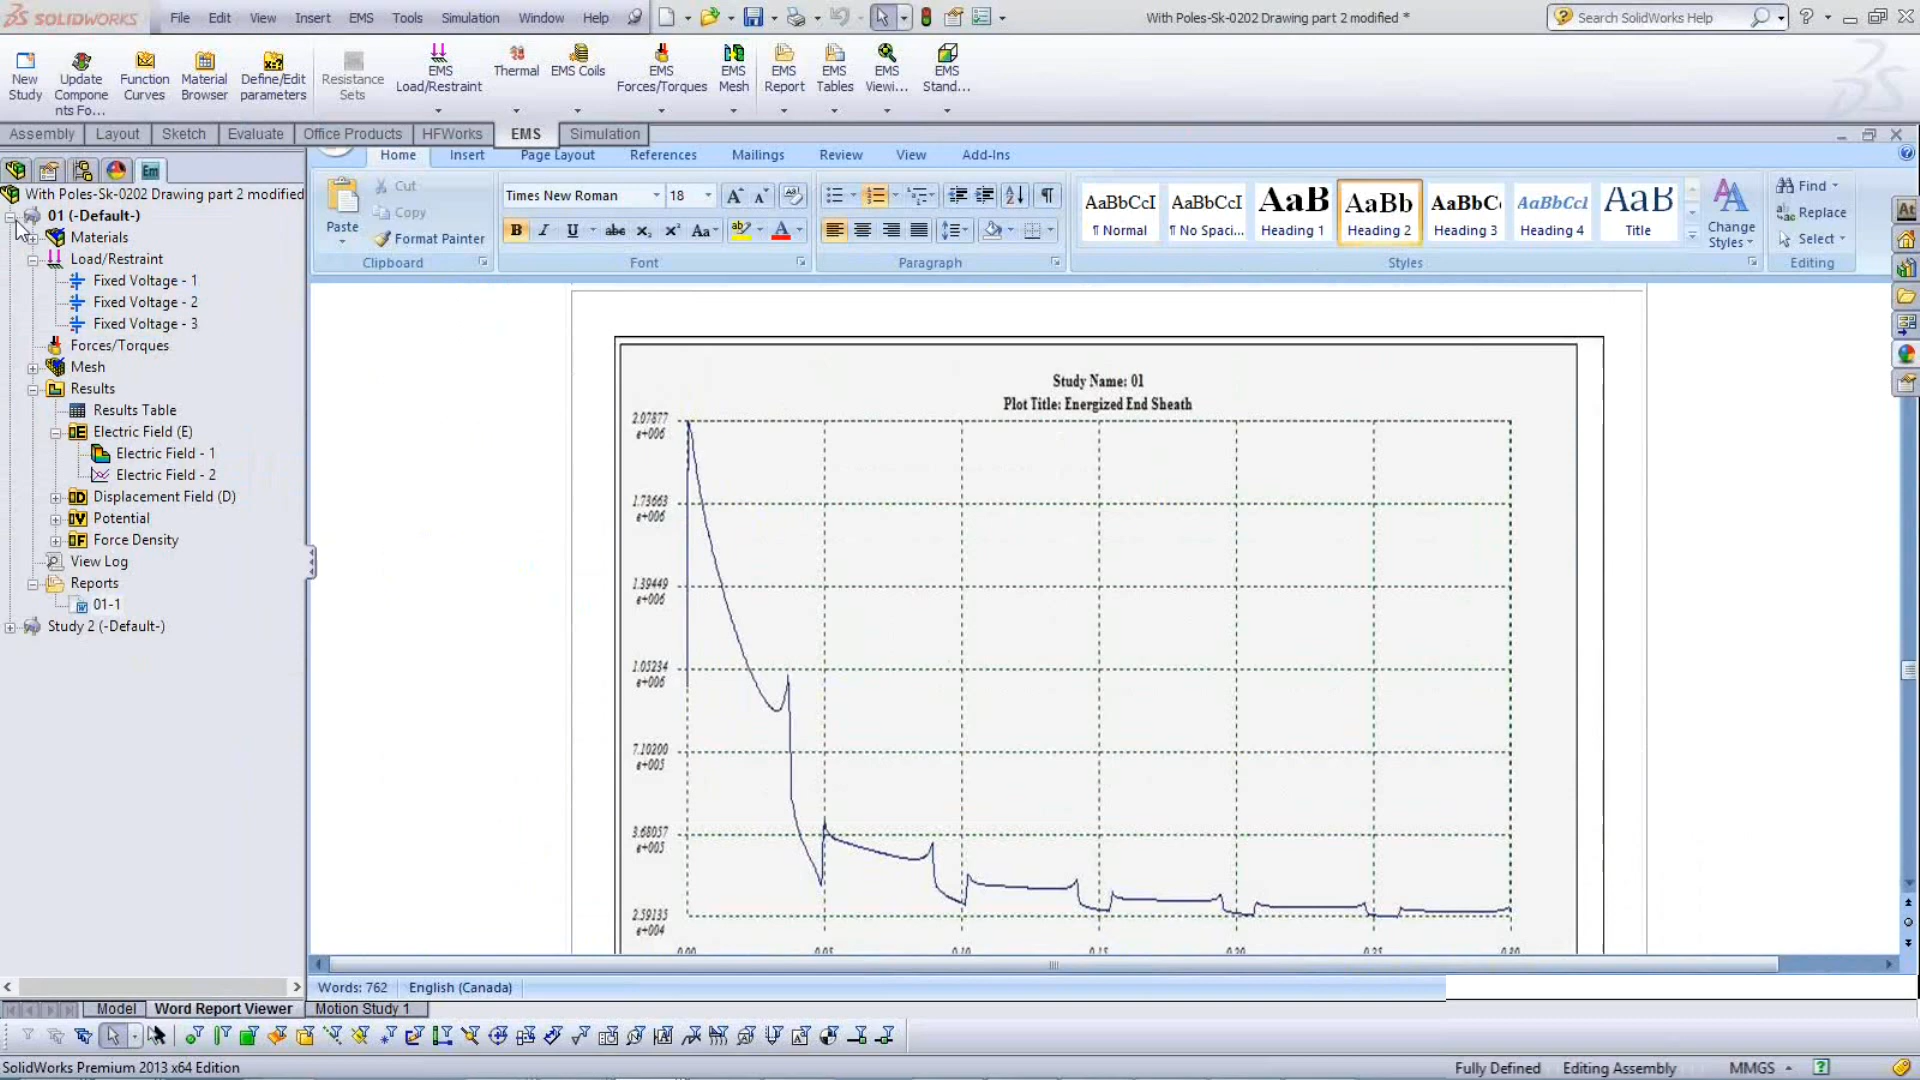 SOLIDWORKS File Edit View Insert EMS Tools Simulation Window Help With Poles-Sk-0202 Drawing part 2 modified * Search SolidWorks Help
New Study
Update Compone nts Fo...
Function Curves
Material Browser
Define/Edit parameters
Resistance Sets
EMS Load/Restraint
Thermal
EMS Coils
EMS Forces/Torques
EMS Mesh
EMS Report
EMS Tables
EMS Viewi...
EMS Stand...
Assembly Layout Sketch Evaluate Office Products HFWorks EMS Simulation
With Poles-Sk-0202 Drawing part 2 modified
01 (-Default-)
Materials
Load/Restraint
Fixed Voltage - 1
Fixed Voltage - 2
Fixed Voltage - 3
Forces/Torques
Mesh
Results
Results Table
Electric Field (E)
Electric Field - 1
Electric Field - 2
Displacement Field (D)
Potential
Force Density
View Log
Reports
01-1
Study 2 (-Default-)
Home Insert Page Layout References Mailings Review View Add-Ins
Paste
Cut
Copy
Format Painter
Clipboard
Times New Roman 18
Font
Paragraph
AaBbCcI AaBbCcI AaB AaBb AaBbC AaBbCcI AaB
¶ Normal ¶ No Spaci... Heading 1 Heading 2 Heading 3 Heading 4 Title
Change Styles
Styles
Find
Replace
Select
Editing
Study Name: 01
Plot Title: Energized End Sheath
2.07877
e+006
1.73663
e+006
1.39449
e+006
1.05234
e+006
7.10200
e+005
3.68057
e+005
2.59135
e+004
Words: 762 English (Canada)
Model Word Report Viewer Motion Study 1
SolidWorks Premium 2013 x64 Edition Fully Defined Editing Assembly MMGS